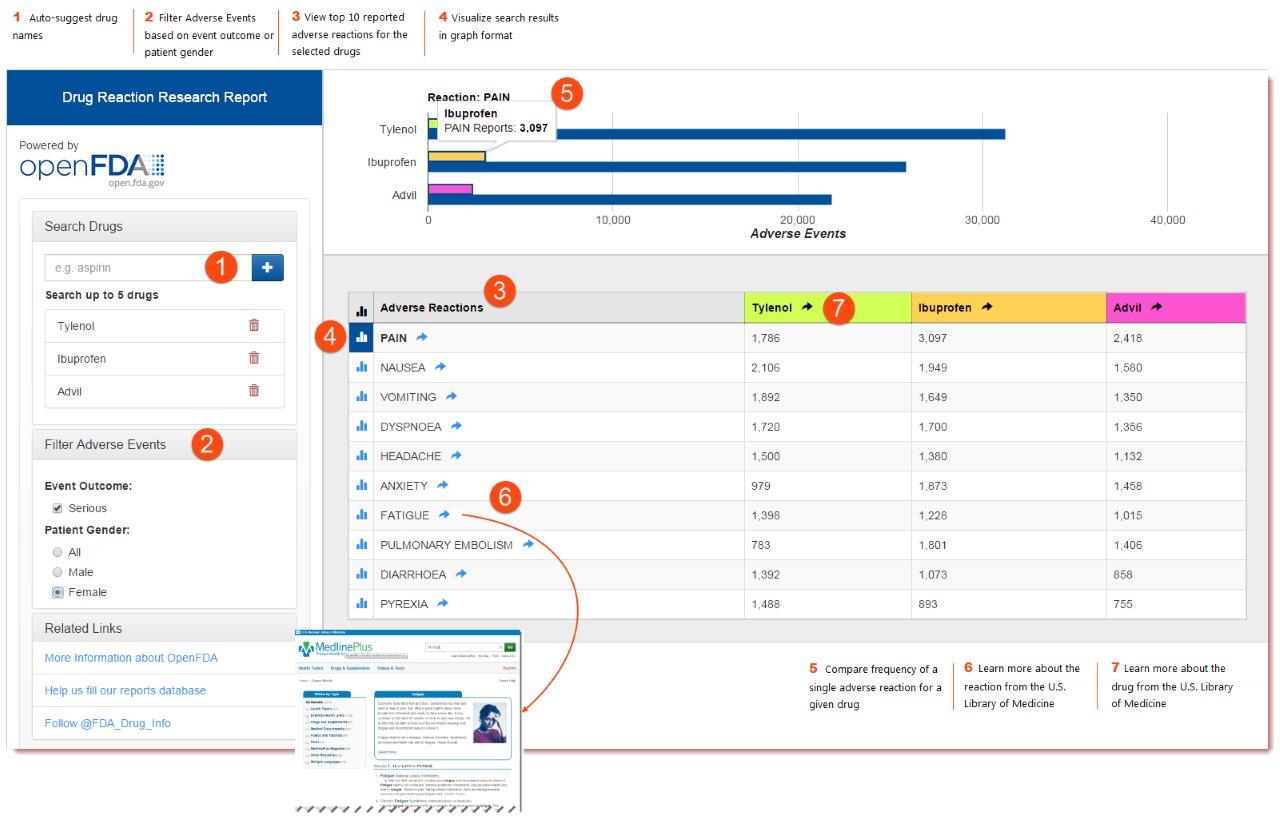 1 Auto-suggest drug
names
2 Filter Adverse Events
based on event outcome or
patient gender
3 View top 10 reported
adverse reactions for the
selected drugs
4 Visualize search results
in graph format
Drug Reaction Research Report
Powered by
openFDA
open.fda.gov
Search Drugs
e.g. aspirin
1
Search up to 5 drugs
Tylenol
Ibuprofen
Advil
Filter Adverse Events
2
Event Outcome:
Serious
Patient Gender:
All
Male
Female
Related Links
More Information about OpenFDA
Help us fill our reports database
Follow @FDA_Drug_Info
Reaction: PAIN
5
Ibuprofen
PAIN Reports: 3,097
Tylenol
Ibuprofen
Advil
0 10,000 20,000 30,000 40,000
Adverse Events
3
4
7
Adverse Reactions Tylenol Ibuprofen Advil
PAIN 1,786 3,097 2,418
NAUSEA 2,106 1,949 1,580
VOMITING 1,892 1,649 1,350
DYSPNOEA 1,720 1,700 1,356
HEADACHE 1,500 1,380 1,132
ANXIETY 979 1,873 1,458
6
FATIGUE 1,398 1,228 1,015
PULMONARY EMBOLISM 783 1,801 1,406
DIARRHOEA 1,392 1,073 858
PYREXIA 1,488 893 755
MedlinePlus
FATIGUE
GO
Health Topics Drugs & Supplements Videos & Tools
Fatigue
5 Compare frequency of a
single adverse reaction for a
given drug
6 Learn more about the
reaction from the U.S.
Library of Medicine
7 Learn more about the
drug from the U.S. Library
of Medicine